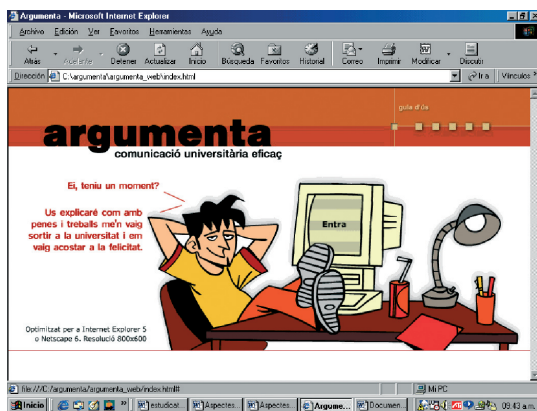 Argumenta - Microsoft Internet Explorer
Archivo Edición Ver Favoritos Herramientas Ayuda
Atrás Adelante Detener Actualizar Inicio Búsqueda Favoritos Historial Correo Imprimir Modificar Discutir
Dirección C:\argumenta\argumenta_web\index.html Ir a Vínculos
guia d'ús
argumenta
comunicació universitària eficaç
Ei, teniu un moment?
Us explicaré com amb
penes i treballs me'n vaig
sortir a la universitat i em
vaig acostar a la felicitat.
Entra
Optimitzat per a Internet Explorer 5
o Netscape 6. Resolució 800x600
file:///C:/argumenta/argumenta_web/index.html# Mi PC
Inicio estudicat... Aspectes... Aspectes... Argume... Documen... 09:43 a.m.